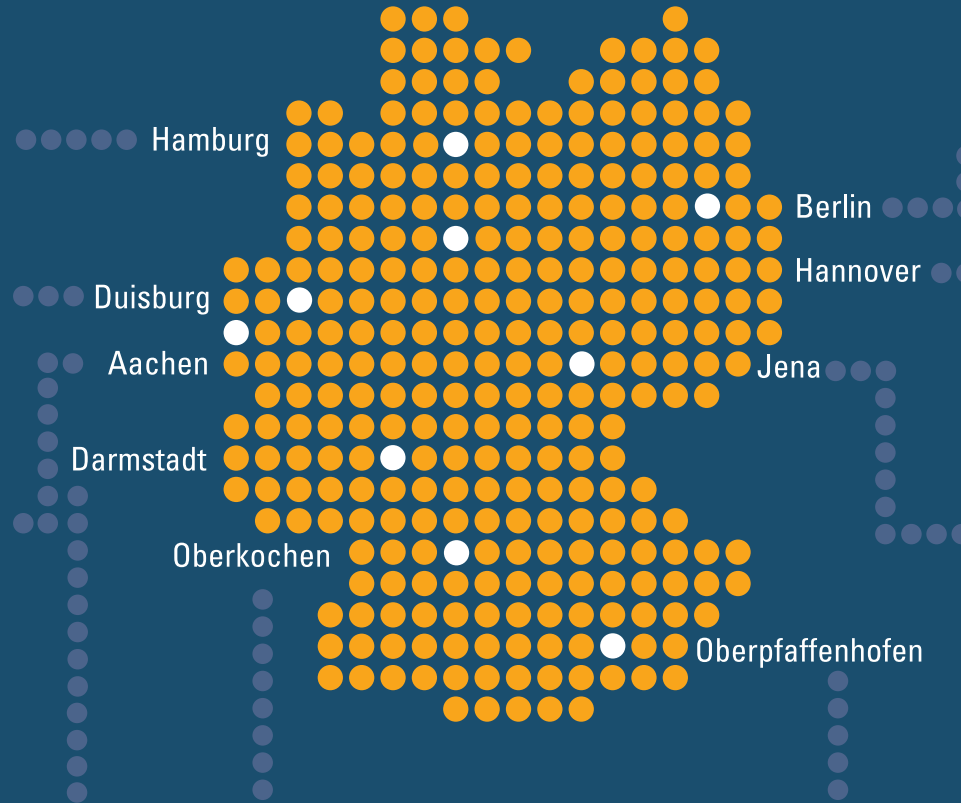 Hamburg
Berlin
Hannover
Duisburg
Aachen
Jena
Darmstadt
Oberkochen
Oberpfaffenhofen